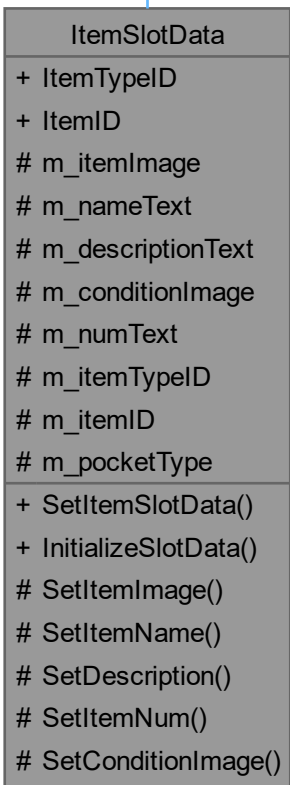 ItemSlotData
+ ItemTypeID
+ ItemID
# m_itemImage
# m_nameText
# m_descriptionText
# m_conditionImage
# m_numText
# m_itemTypeID
# m_itemID
# m_pocketType
+ SetItemSlotData()
+ InitializeSlotData()
# SetItemImage()
# SetItemName()
# SetDescription()
# SetItemNum()
# SetConditionImage()